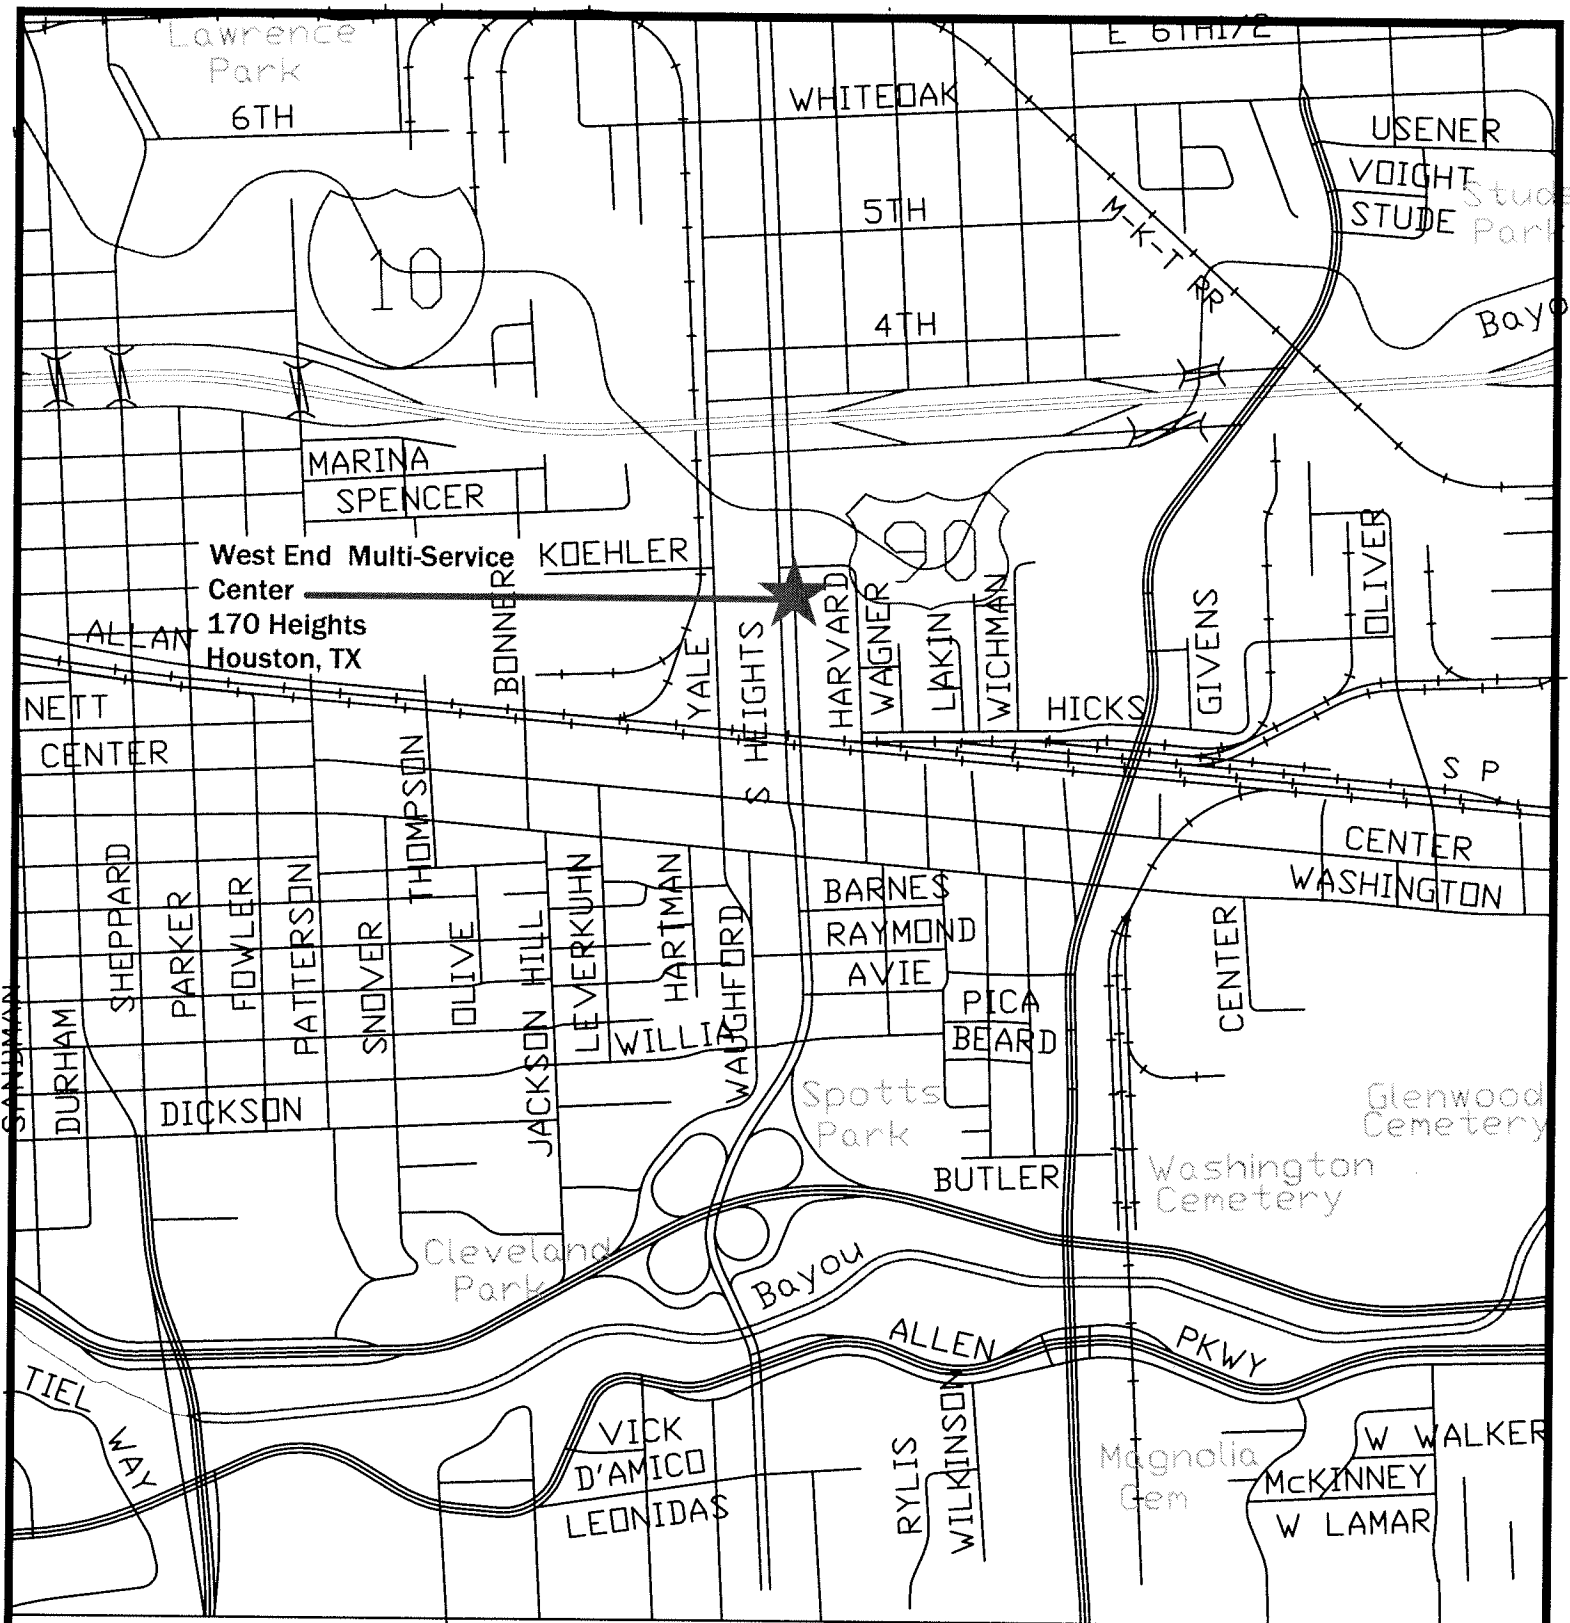 Lawrence
Park
E 6TH1/2
WHITEOAK
6TH
USENER
VOIGHT
STUDE
Stude
Park
5TH
M-K-T RR
10
4TH
Bayo
MARINA
SPENCER
90
OLIVER
West End Multi-Service
Center
170 Heights
Houston, TX
KOEHLER
BONNER
HARVARD
WAGNER
LAKIN
WICHMAN
GIVENS
ALLAN
YALE
S HEIGHTS
NETT
HICKS
CENTER
THOMPSON
S P
CENTER
WASHINGTON
SHEPPARD
PARKER
FOWLER
PATTERSON
SNOVER
OLIVE
JACKSON HILL
LEVERKUHN
HARTMAN
WAUGHFORD
BARNES
RAYMOND
AVIE
CENTER
PICA
BEARD
SANDMAN
DURHAM
WILLIA
DICKSON
Spotts
Park
Glenwood
Cemetery
BUTLER
Washington
Cemetery
Cleveland
Park
Bayou
ALLEN PKWY
TIEL WAY
VICK
D'AMICO
LEONIDAS
RYLIS
WILKINSON
Magnolia
Cem
W WALKER
McKINNEY
W LAMAR